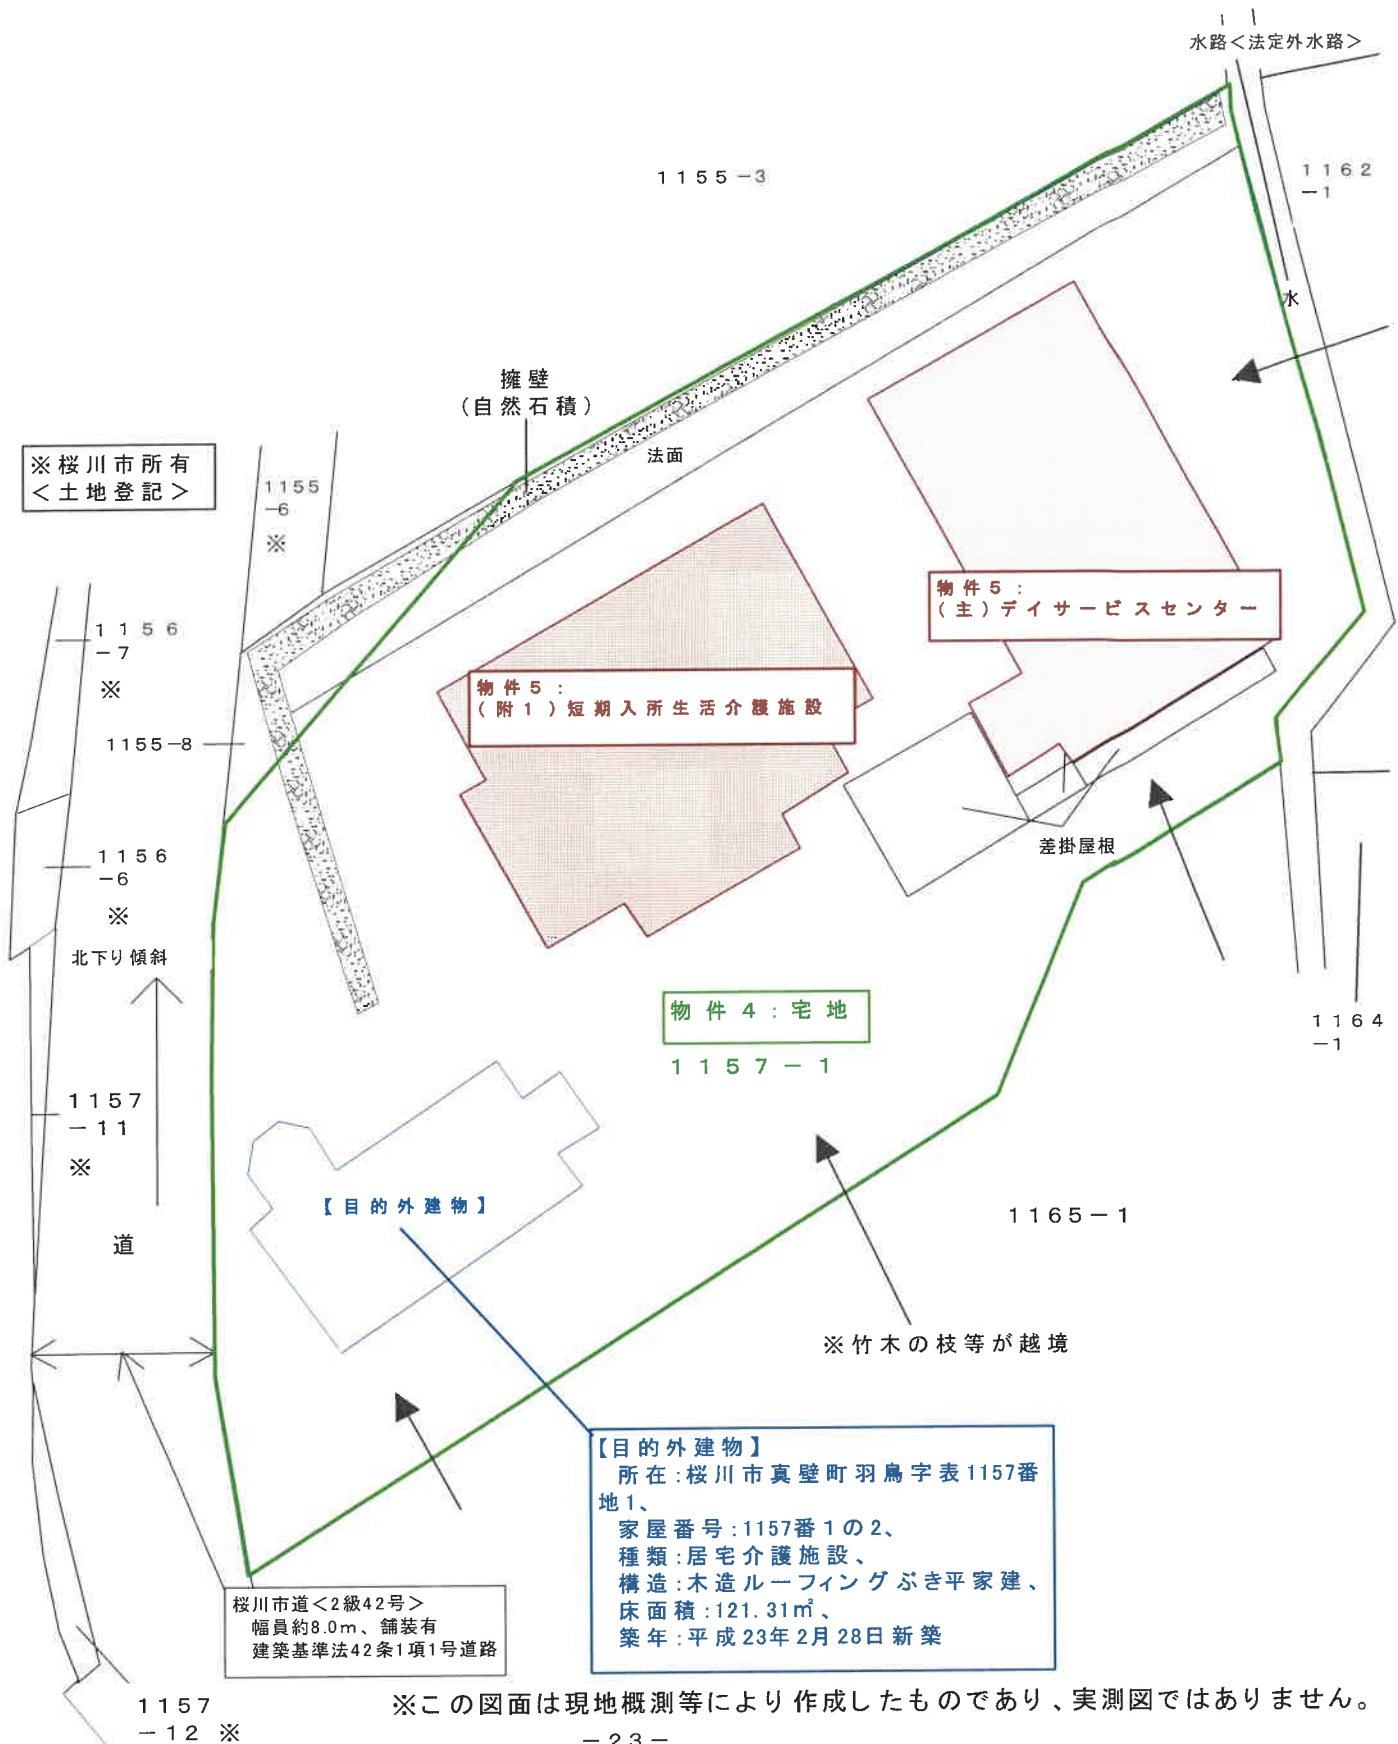 水路＜法定外水路＞
1155－3
1162
－1
水
擁壁
（自然石積）
法面
※桜川市所有
＜土地登記＞
1155
－6
※
物件5：
（主）デイサービスセンター
1156
－7
※
物件5：
（附1）短期入所生活介護施設
1155－8
差掛屋根
1156
－6
※
北下り傾斜
物件4：宅地
1157－1
1164
－1
1157
－11
※
【目的外建物】
1165－1
道
※竹木の枝等が越境
【目的外建物】
所在：桜川市真壁町羽鳥字表1157番
地1、
家屋番号：1157番1の2、
種類：居宅介護施設、
構造：木造ルーフィングぶき平家建、
床面積：121.31㎡、
築年：平成23年2月28日新築
桜川市道＜2級42号＞
幅員約8.0m、舗装有
建築基準法42条1項1号道路
1157
－12 ※
※この図面は現地概測等により作成したものであり、実測図ではありません。
－23－